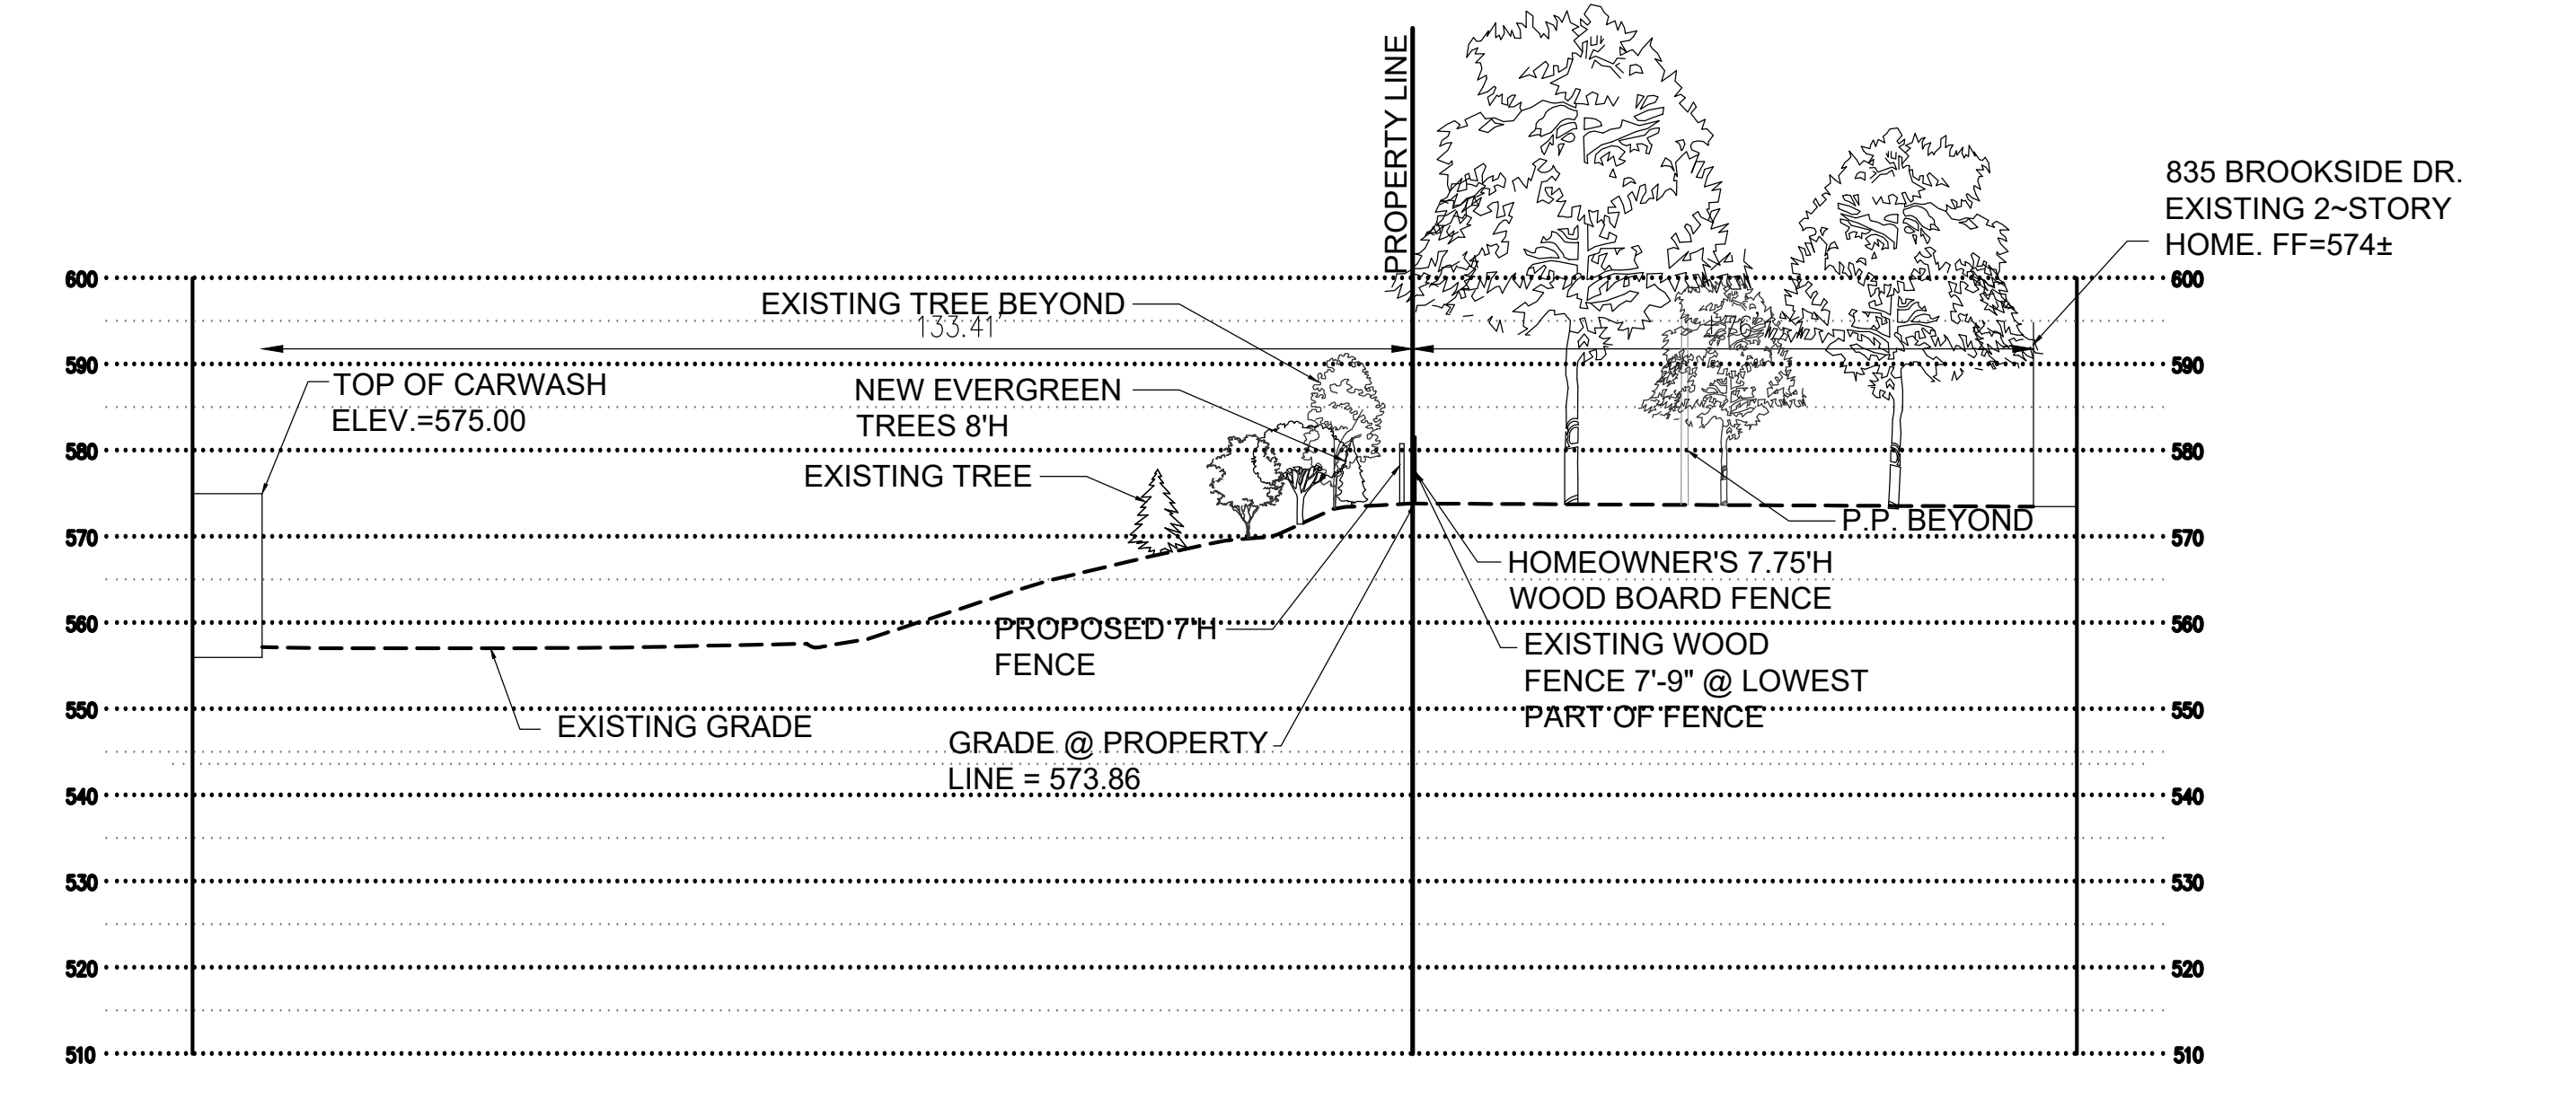 PROPERTY LINE
835 BROOKSIDE DR.
EXISTING 2~STORY
HOME. FF=574±
600
600
EXISTING TREE BEYOND
133.41'
590
590
TOP OF CARWASH
ELEV.=575.00
NEW EVERGREEN
TREES 8'H
580
580
EXISTING TREE
570
570
P.P. BEYOND
HOMEOWNER'S 7.75'H
WOOD BOARD FENCE
560
560
PROPOSED 7'H
FENCE
EXISTING WOOD
FENCE 7'-9" @ LOWEST
PART OF FENCE
550
550
EXISTING GRADE
GRADE @ PROPERTY
LINE = 573.86
540
540
530
530
520
520
510
510